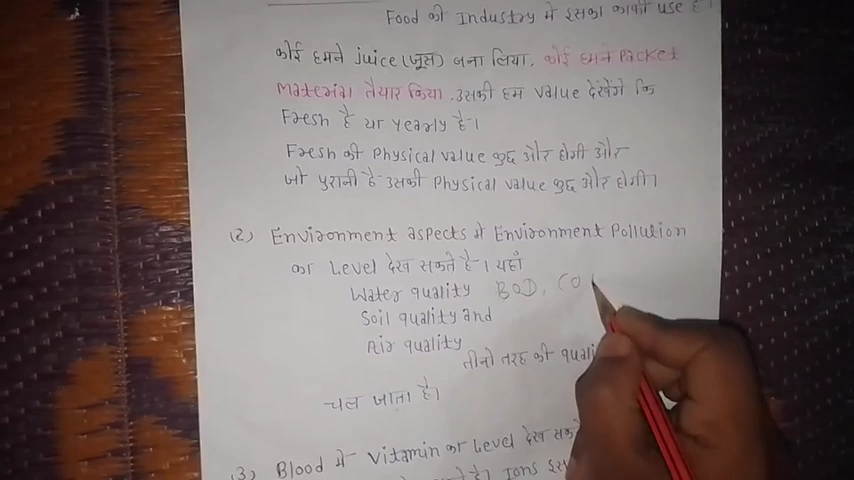 Food की Industry में इसका काफी use है।
कोई हमने juice (जूस) बना लिया. कोई हमने Packet
Material तैयार किया. उसकी हम value देखेंगे कि
Fresh है या yearly है।
Fresh की Physical value कुछ और होगी और
जो पुरानी है उसकी Physical value कुछ और होगी।
(2) Environment aspects में Environment Pollution
का Level देख सकते है। यहाँ
Water quality BOD, CO
Soil quality and
Air quality
तीनो तरह की
चल जाता है।
(3) Blood में Vitamin का Level देख
है। Ions